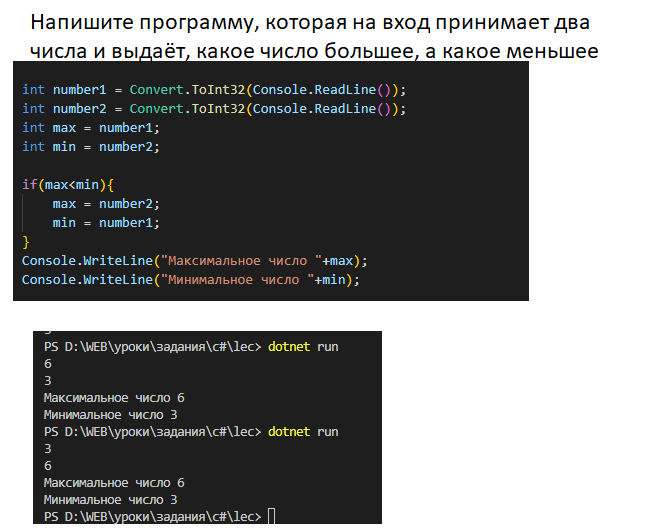 Напишите программу, которая на вход принимает два
числа и выдаёт, какое число большее, а какое меньшее
int number1 = Convert.ToInt32(Console.ReadLine());
int number2 = Convert.ToInt32(Console.ReadLine());
int max = number1;
int min = number2;
if(max<min){
max = number2;
min = number1;
}
Console.WriteLine("Максимальное число "+max);
Console.WriteLine("Минимальное число "+min);
PS D:\WEB\уроки\задания\c#\lec> dotnet run
6
3
Максимальное число 6
Минимальное число 3
PS D:\WEB\уроки\задания\c#\lec> dotnet run
3
6
Максимальное число 6
Минимальное число 3
PS D:\WEB\уроки\задания\c#\lec>